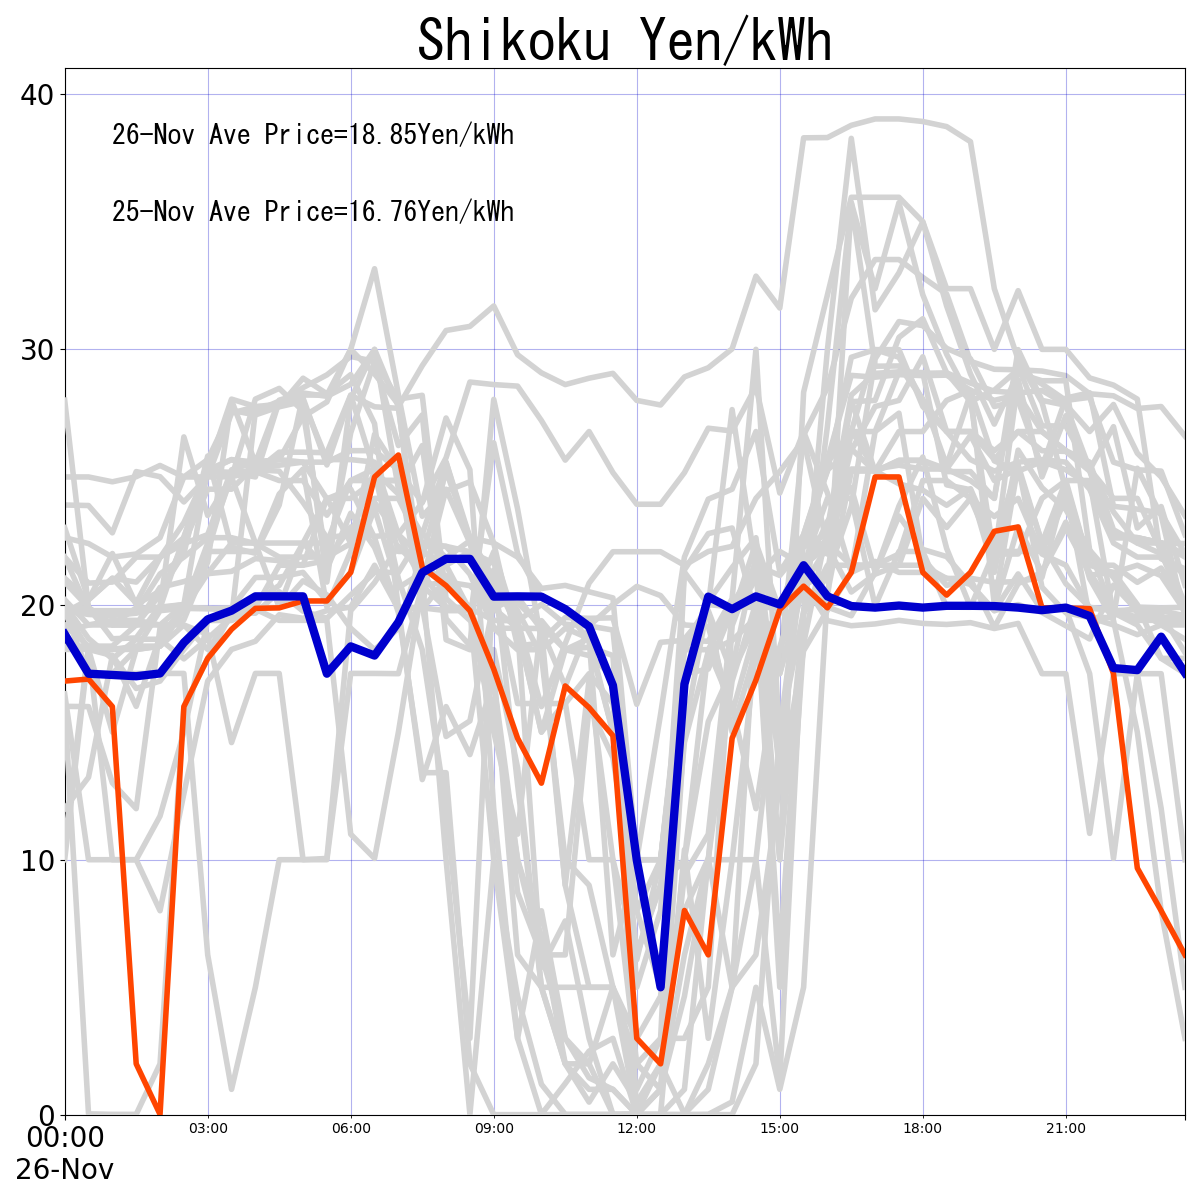 Shikoku Yen/kWh
40
26-Nov Ave Price=18.85Yen/kWh
25-Nov Ave Price=16.76Yen/kWh
30
20
10
0
00:00 03:00 06:00 09:00 12:00 15:00 18:00 21:00
26-Nov